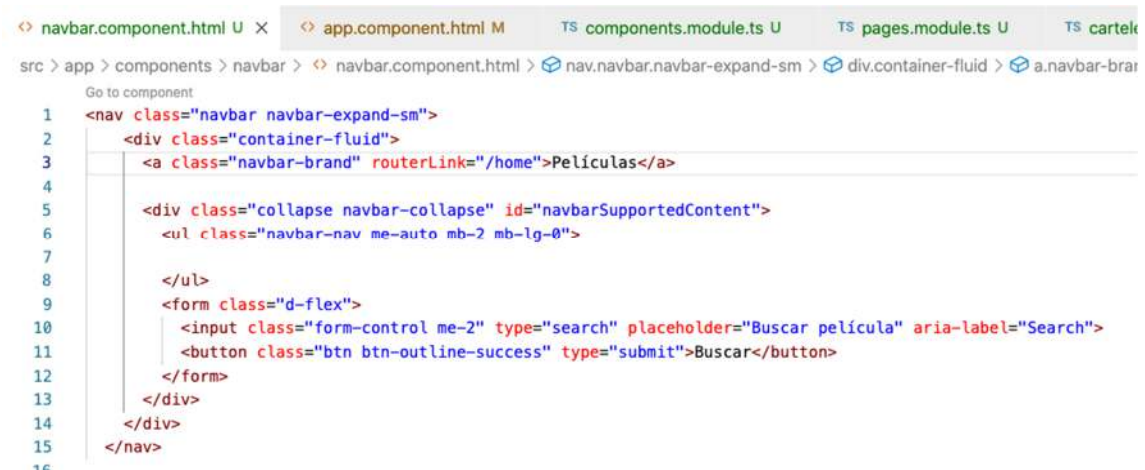 navbar.component.html U × app.component.html M TS components.module.ts U TS pages.module.ts U TS cartele
src > app > components > navbar > navbar.component.html > nav.navbar.navbar-expand-sm > div.container-fluid > a.navbar-bran
Go to component
1 <nav class="navbar navbar-expand-sm">
2 <div class="container-fluid">
3 <a class="navbar-brand" routerLink="/home">Películas</a>
4
5 <div class="collapse navbar-collapse" id="navbarSupportedContent">
6 <ul class="navbar-nav me-auto mb-2 mb-lg-0">
7
8 </ul>
9 <form class="d-flex">
10 <input class="form-control me-2" type="search" placeholder="Buscar película" aria-label="Search">
11 <button class="btn btn-outline-success" type="submit">Buscar</button>
12 </form>
13 </div>
14 </div>
15 </nav>
16